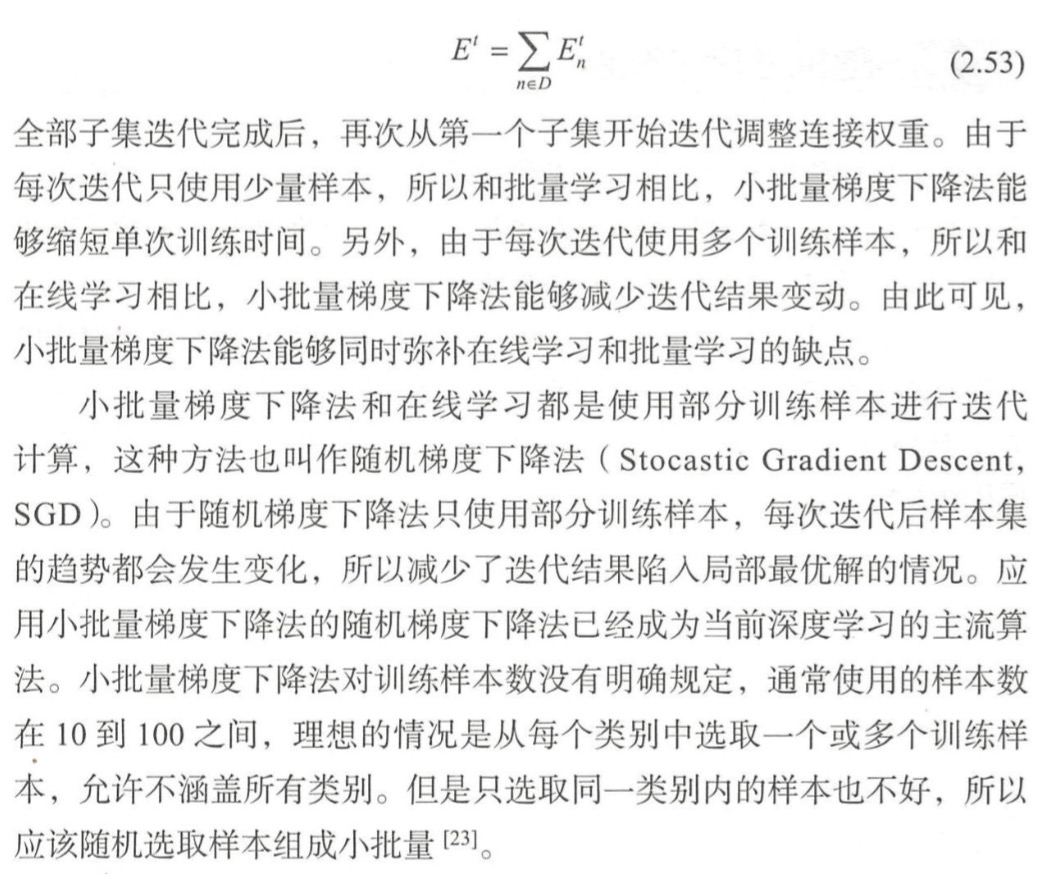 E^t = ∑_{n∈D} E_n^t (2.53)
全部子集迭代完成后，再次从第一个子集开始迭代调整连接权重。由于
每次迭代只使用少量样本，所以和批量学习相比，小批量梯度下降法能
够缩短单次训练时间。另外，由于每次迭代使用多个训练样本，所以和
在线学习相比，小批量梯度下降法能够减少迭代结果变动。由此可见，
小批量梯度下降法能够同时弥补在线学习和批量学习的缺点。
小批量梯度下降法和在线学习都是使用部分训练样本进行迭代
计算，这种方法也叫作随机梯度下降法（Stocastic Gradient Descent，
SGD）。由于随机梯度下降法只使用部分训练样本，每次迭代后样本集
的趋势都会发生变化，所以减少了迭代结果陷入局部最优解的情况。应
用小批量梯度下降法的随机梯度下降法已经成为当前深度学习的主流算
法。小批量梯度下降法对训练样本数没有明确规定，通常使用的样本数
在 10 到 100 之间，理想的情况是从每个类别中选取一个或多个训练样
本，允许不涵盖所有类别。但是只选取同一类别内的样本也不好，所以
应该随机选取样本组成小批量 [23]。